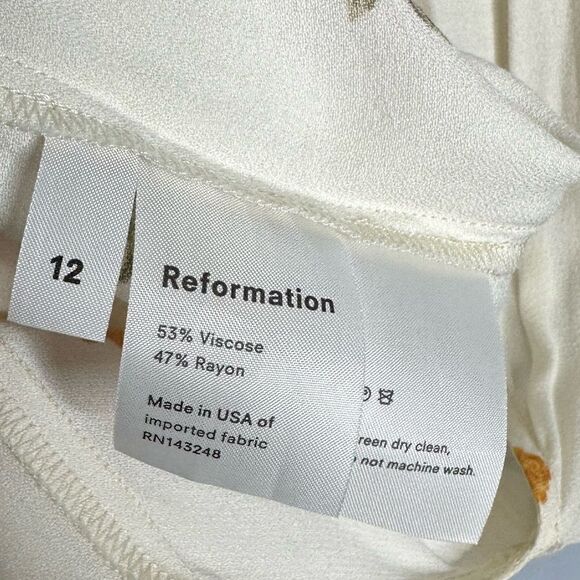 12
Reformation
53% Viscose
47% Rayon
Made in USA of
imported fabric
RN143248
reen dry clean,
not machine wash.